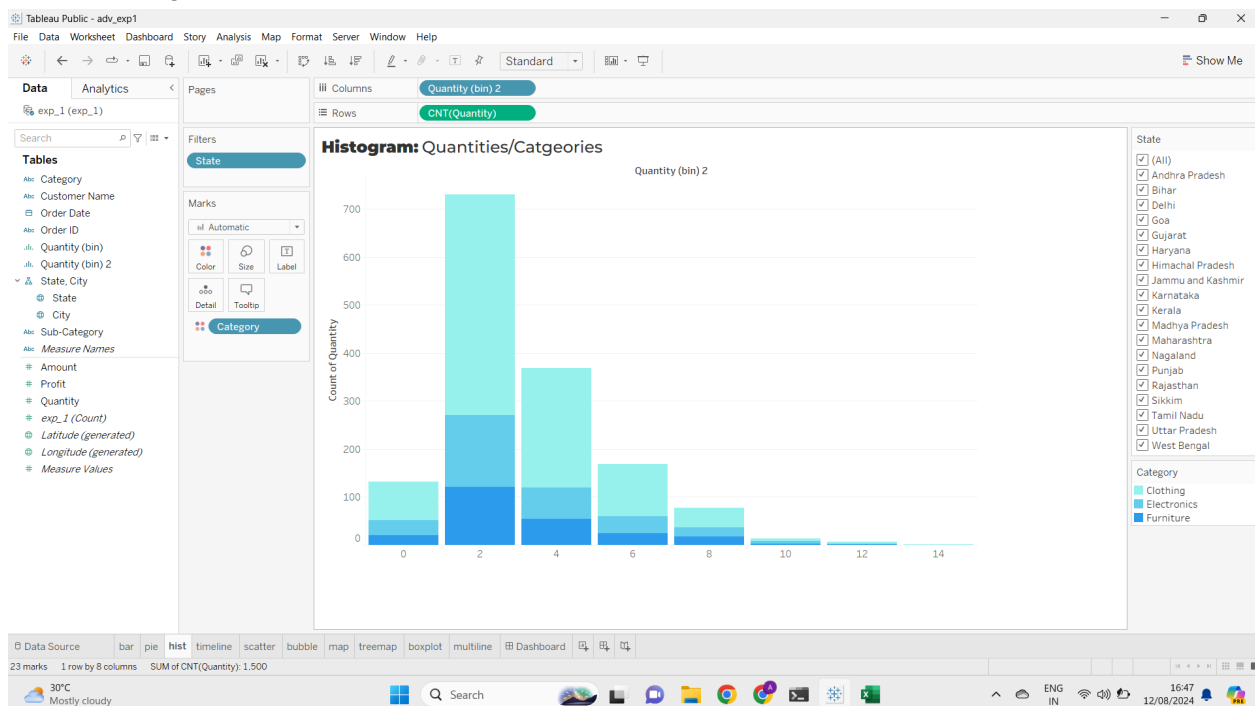 Tableau Public - adv_exp1
File Data Worksheet Dashboard Story Analysis Map Format Server Window Help
Standard
Show Me
Data Analytics
exp_1 (exp_1)
Search
Tables
Abc Category
Abc Customer Name
Order Date
Abc Order ID
Quantity (bin)
Quantity (bin) 2
State, City
State
City
Abc Sub-Category
Abc Measure Names
# Amount
# Profit
# Quantity
# exp_1 (Count)
Latitude (generated)
Longitude (generated)
# Measure Values
Pages
Filters
State
Marks
Automatic
Color Size Label
Detail Tooltip
Category
Columns Quantity (bin) 2
Rows CNT(Quantity)
Histogram: Quantities/Catgeories
Quantity (bin) 2
Count of Quantity
700
600
500
400
300
200
100
0
0 2 4 6 8 10 12 14
State
(All)
Andhra Pradesh
Bihar
Delhi
Goa
Gujarat
Haryana
Himachal Pradesh
Jammu and Kashmir
Karnataka
Kerala
Madhya Pradesh
Maharashtra
Nagaland
Punjab
Rajasthan
Sikkim
Tamil Nadu
Uttar Pradesh
West Bengal
Category
Clothing
Electronics
Furniture
Data Source bar pie hist timeline scatter bubble map treemap boxplot multiline Dashboard
23 marks 1 row by 8 columns SUM of CNT(Quantity): 1.500
30°C
Mostly cloudy
Search
ENG
IN
16:47
12/08/2024
PRE